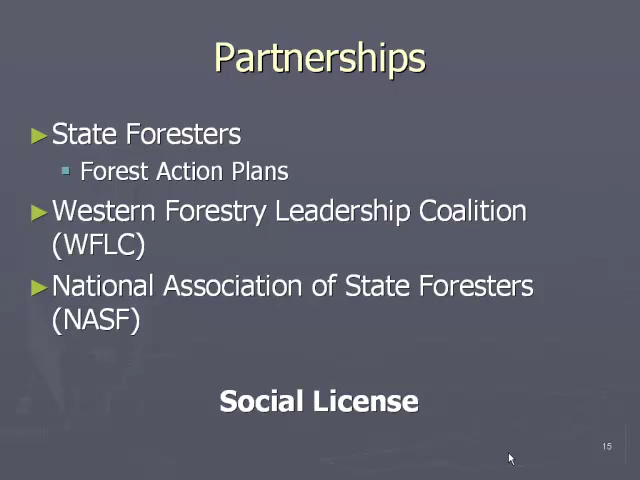 Partnerships
►State Foresters
▪ Forest Action Plans
►Western Forestry Leadership Coalition
(WFLC)
►National Association of State Foresters
(NASF)
Social License
15